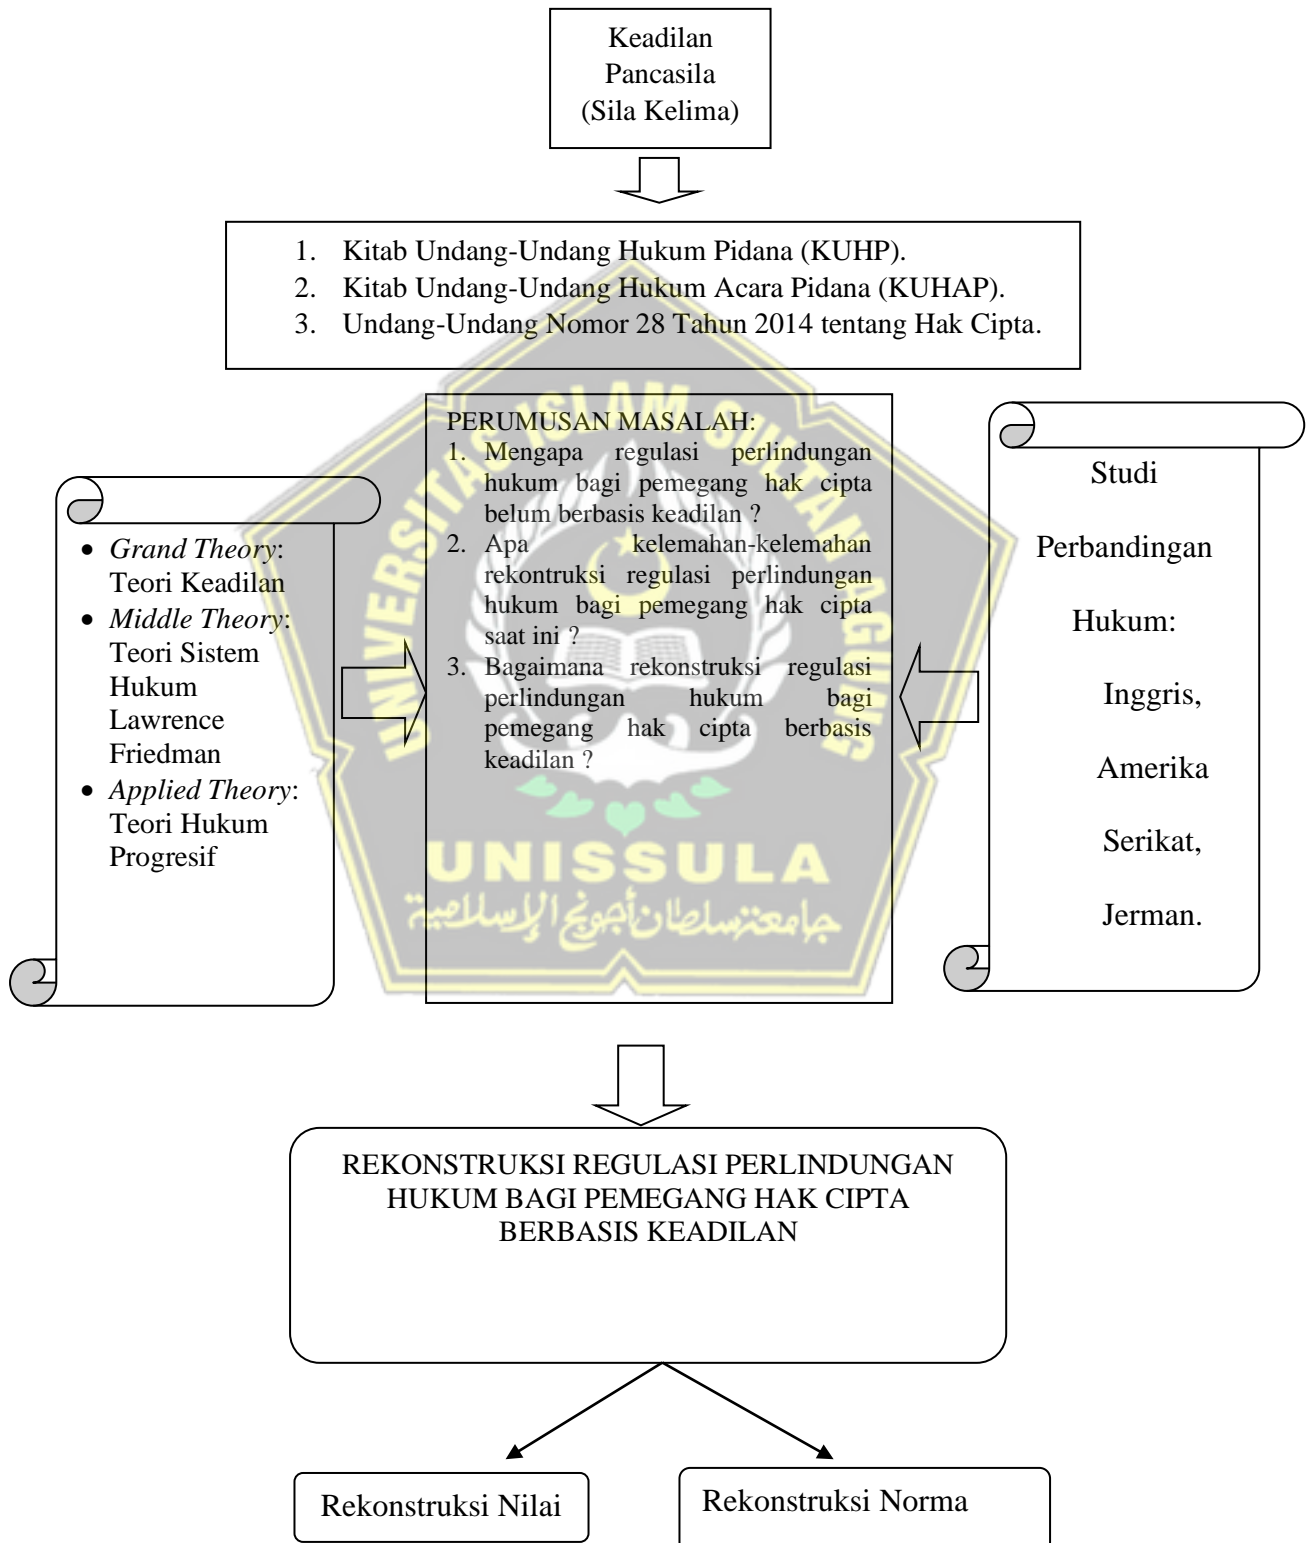 Keadilan
Pancasila
(Sila Kelima)
1. Kitab Undang-Undang Hukum Pidana (KUHP).
2. Kitab Undang-Undang Hukum Acara Pidana (KUHAP).
3. Undang-Undang Nomor 28 Tahun 2014 tentang Hak Cipta.
• Grand Theory:
Teori Keadilan
• Middle Theory:
Teori Sistem
Hukum
Lawrence
Friedman
• Applied Theory:
Teori Hukum
Progresif
PERUMUSAN MASALAH:
1. Mengapa regulasi perlindungan
hukum bagi pemegang hak cipta
belum berbasis keadilan ?
2. Apa kelemahan-kelemahan
rekontruksi regulasi perlindungan
hukum bagi pemegang hak cipta
saat ini ?
3. Bagaimana rekonstruksi regulasi
perlindungan hukum bagi
pemegang hak cipta berbasis
keadilan ?
Studi
Perbandingan
Hukum:
Inggris,
Amerika
Serikat,
Jerman.
UNIVERSITAS ISLAM SULTAN AGUNG
UNISSULA
جامعة سلطان أجونج الإسلامية
REKONSTRUKSI REGULASI PERLINDUNGAN
HUKUM BAGI PEMEGANG HAK CIPTA
BERBASIS KEADILAN
Rekonstruksi Nilai
Rekonstruksi Norma